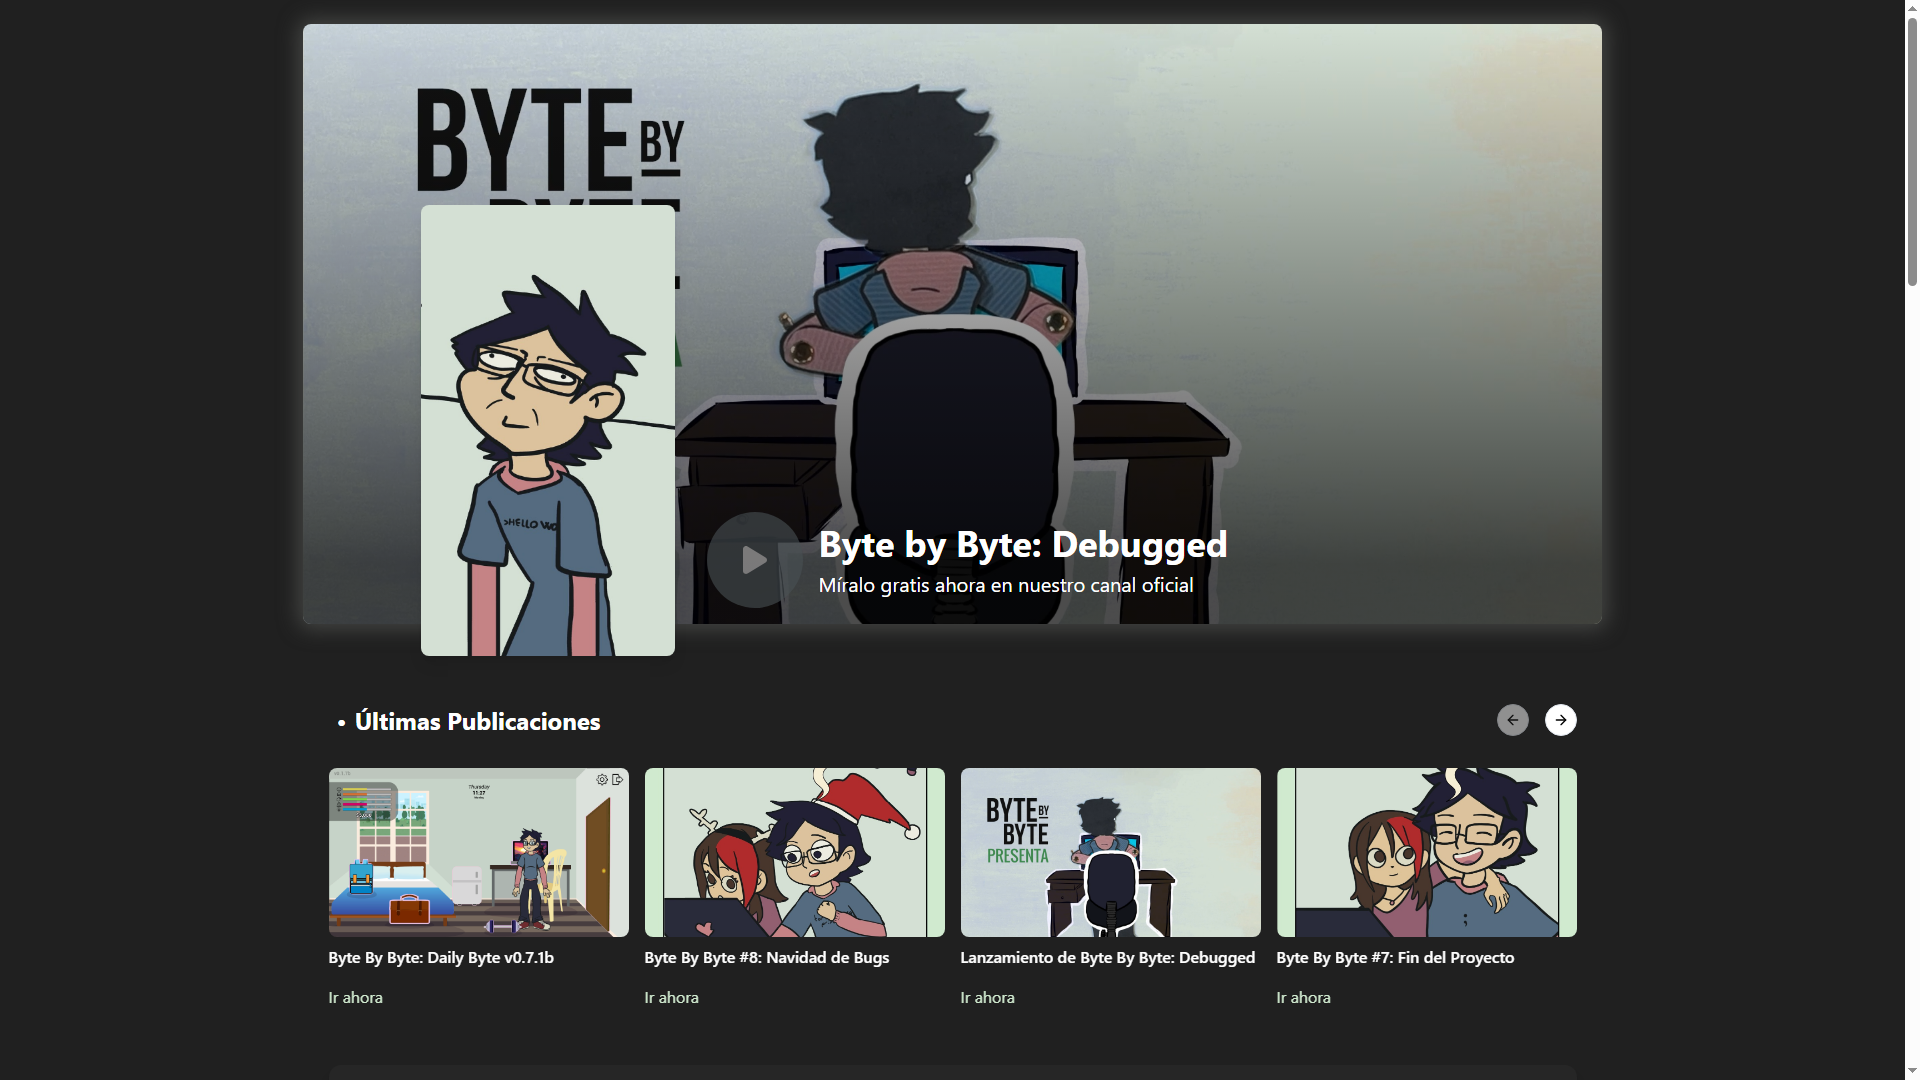 BYTE BY
>HELLO WO
Byte by Byte: Debugged
Míralo gratis ahora en nuestro canal oficial
• Últimas Publicaciones
Thursday
11:27
BYTE BY
BYTE
PRESENTA
Byte By Byte: Daily Byte v0.7.1b
Byte By Byte #8: Navidad de Bugs
Lanzamiento de Byte By Byte: Debugged
Byte By Byte #7: Fin del Proyecto
Ir ahora
Ir ahora
Ir ahora
Ir ahora